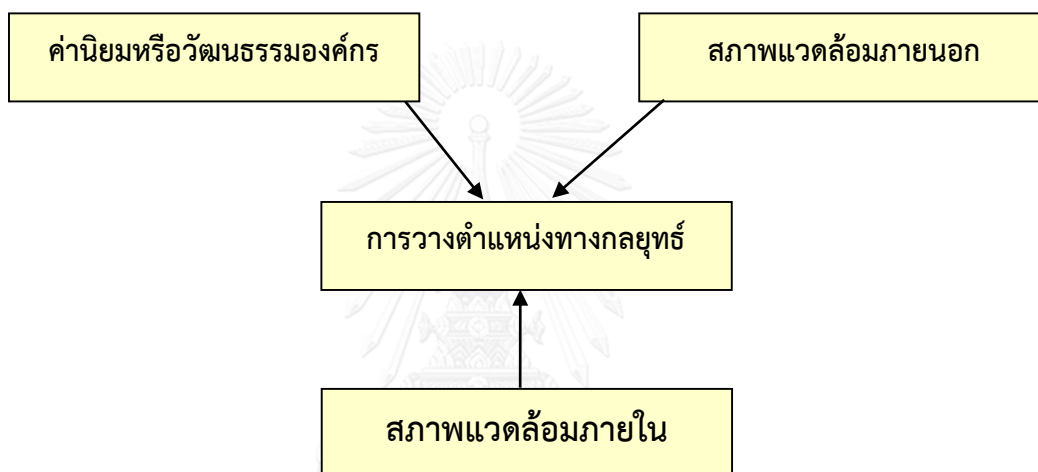 ค่านิยมหรือวัฒนธรรมองค์กร
สภาพแวดล้อมภายนอก
การวางตำแหน่งทางกลยุทธ์
สภาพแวดล้อมภายใน